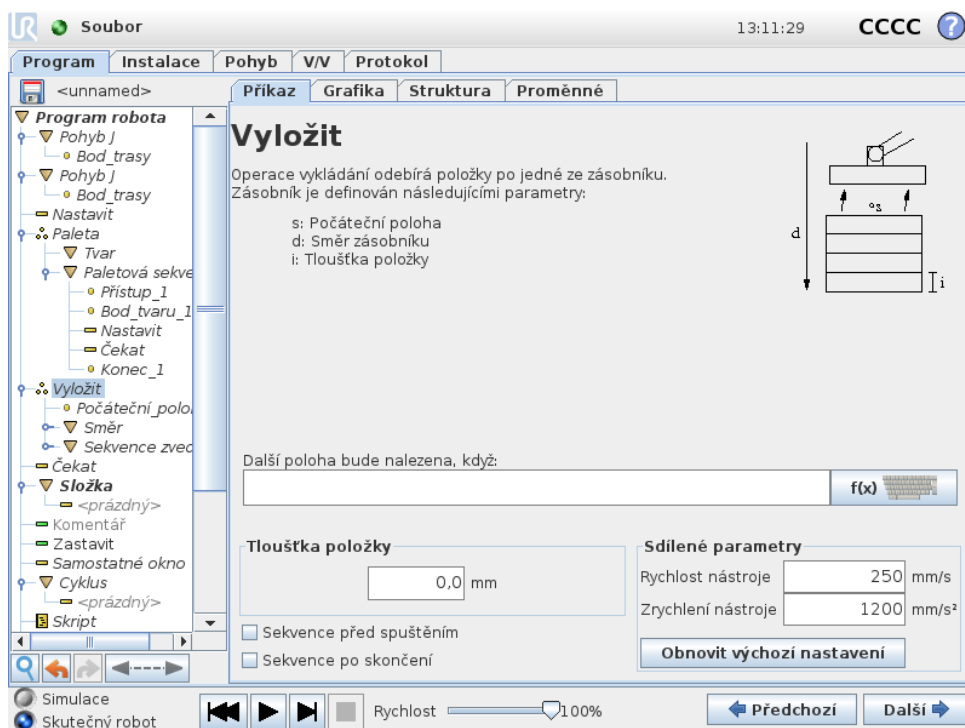 UR Soubor 13:11:29 CCCC ?
Program Instalace Pohyb V/V Protokol
<unnamed>
Příkaz Grafika Struktura Proměnné
Program robota
Pohyb J
Bod_trasy
Pohyb J
Bod_trasy
Nastavit
Paleta
Tvar
Paletová sekve
Přístup_1
Bod_tvaru_1
Nastavit
Čekat
Konec_1
Vyložit
Počáteční_polo
Směr
Sekvence zved
Čekat
Složka
<prázdný>
Komentář
Zastavit
Samostatné okno
Cyklus
<prázdný>
Skript
Vyložit
Operace vykládání odebírá položky po jedné ze zásobníku.
Zásobník je definován následujícími parametry:
s: Počáteční poloha
d: Směr zásobníku
i: Tloušťka položky
s
d
i
Další poloha bude nalezena, když:
f(x)
Tloušťka položky
0,0 mm
Sekvence před spuštěním
Sekvence po skončení
Sdílené parametry
Rychlost nástroje 250 mm/s
Zrychlení nástroje 1200 mm/s²
Obnovit výchozí nastavení
Simulace
Skutečný robot
Rychlost 100%
Předchozí Další